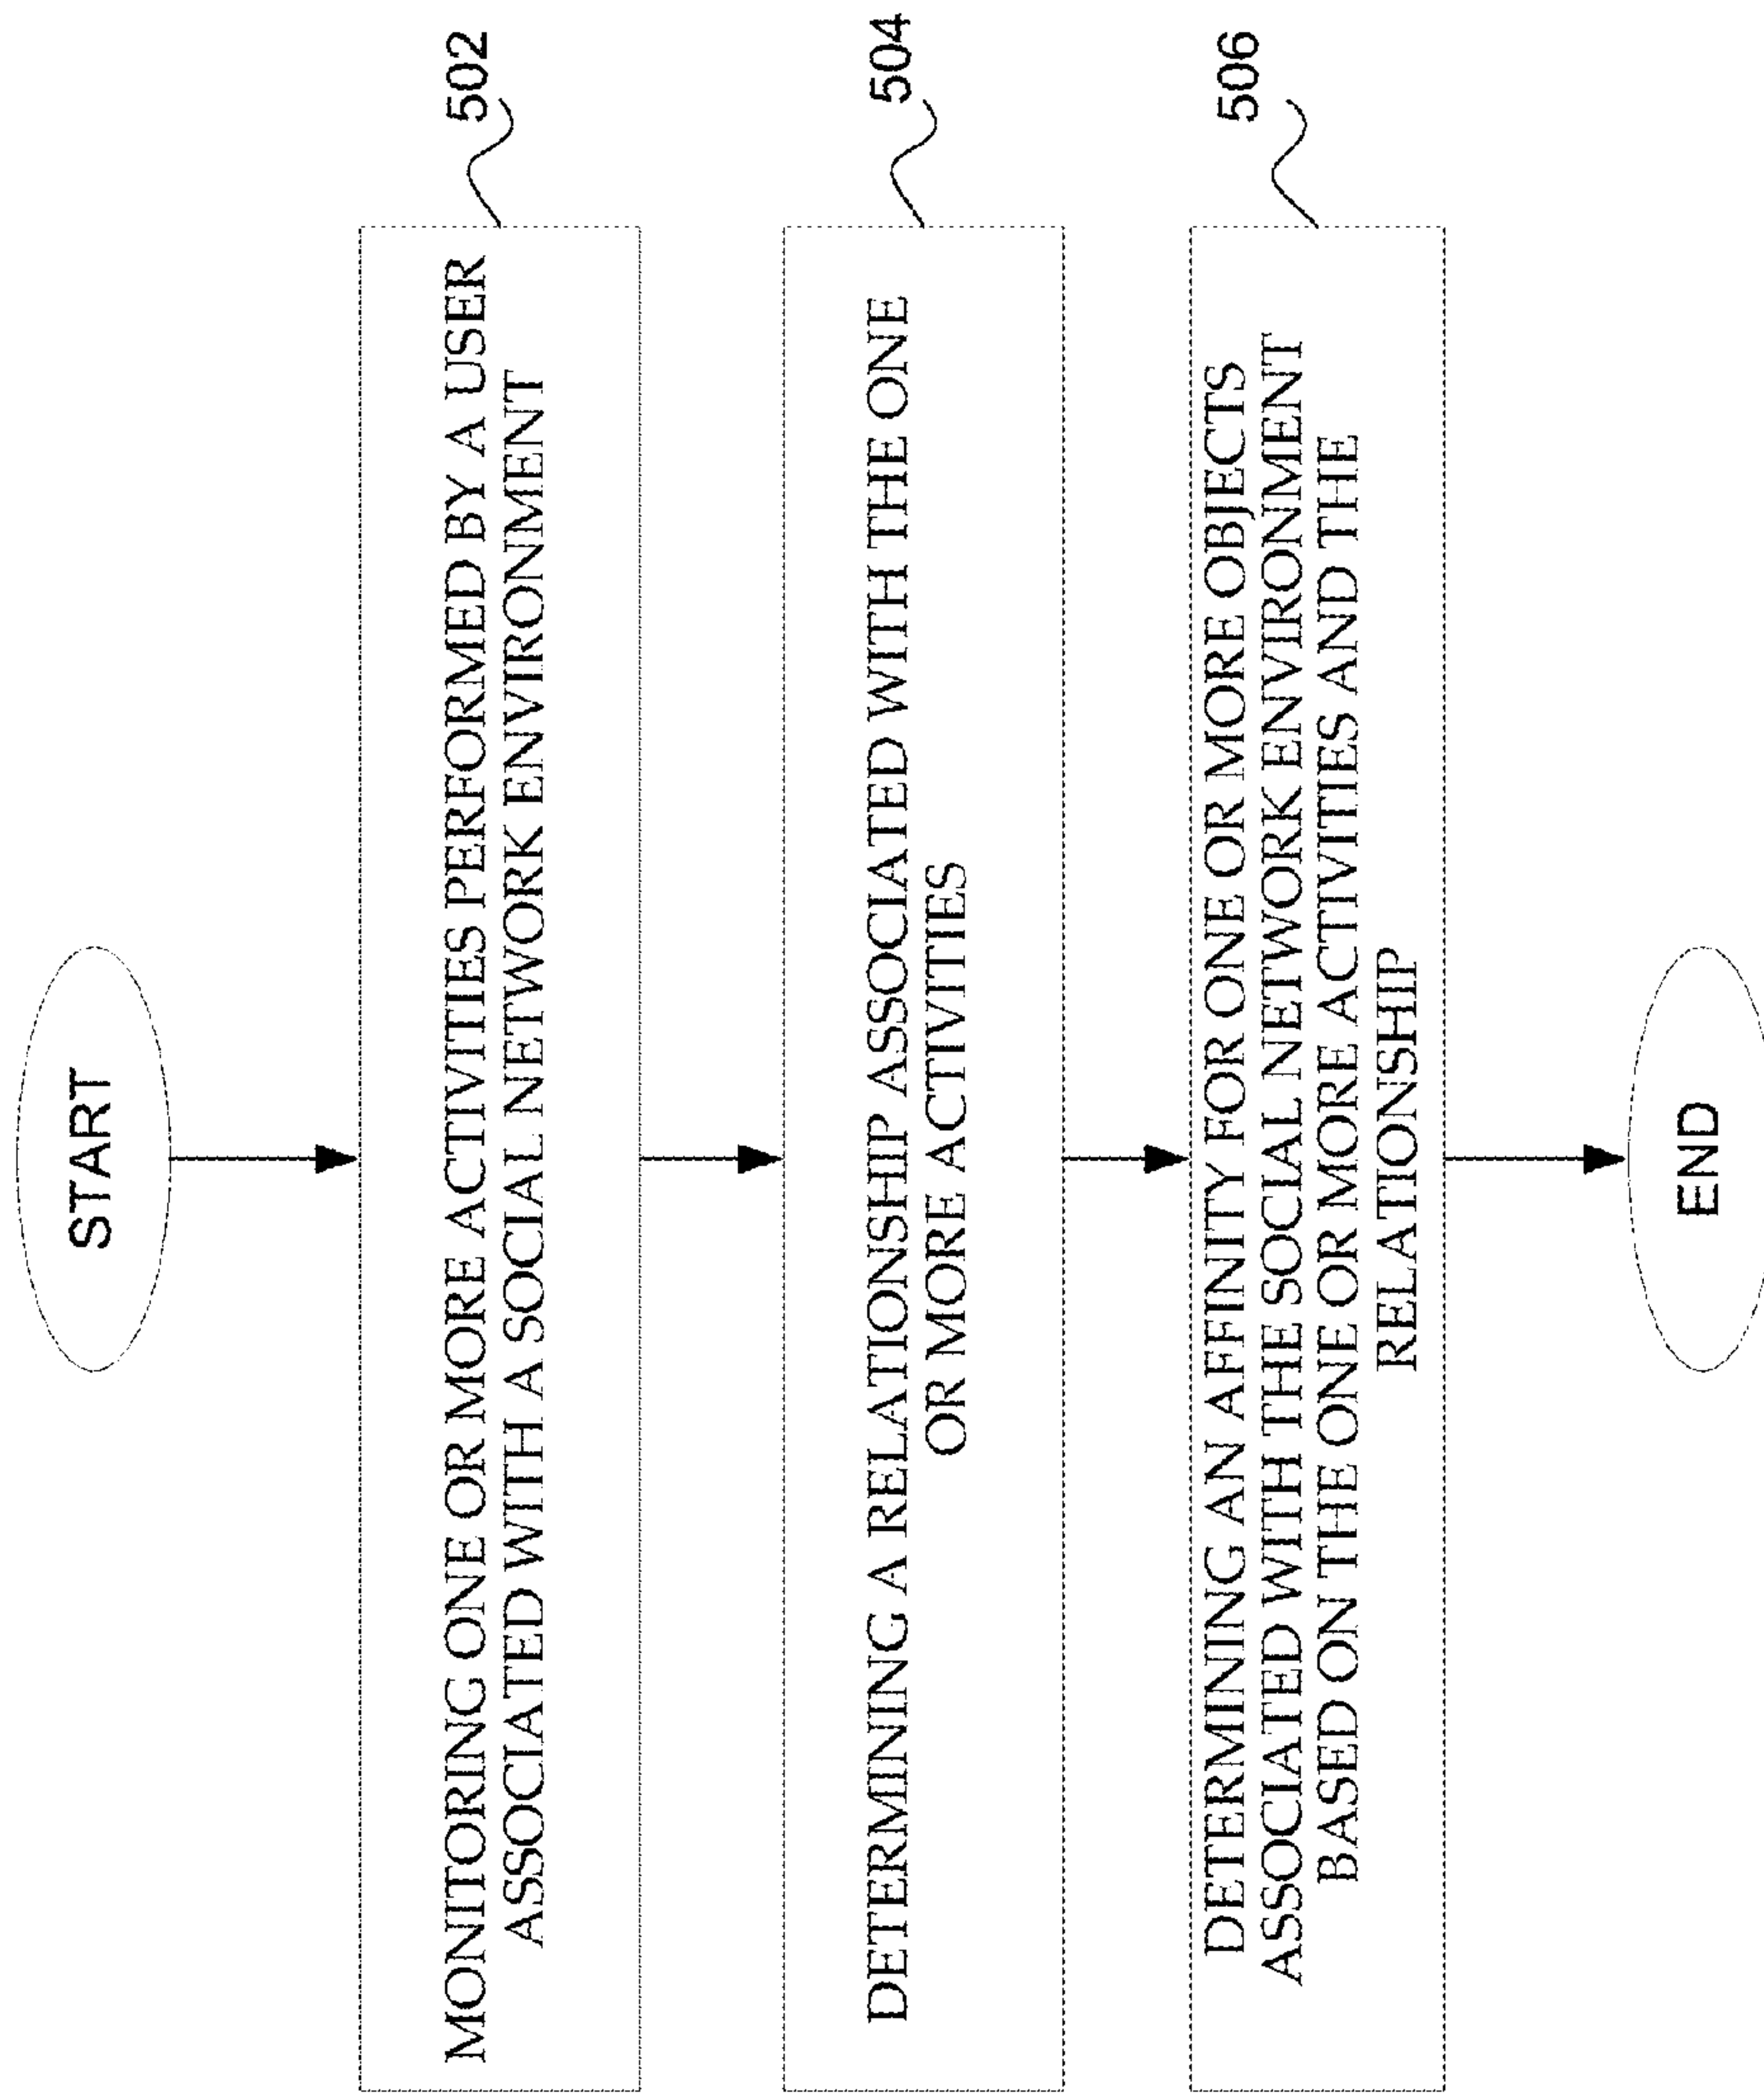 START
MONITORING ONE OR MORE ACTIVITIES PERFORMED BY A USER
ASSOCIATED WITH A SOCIAL NETWORK ENVIRONMENT
502
DETERMINING A RELATIONSHIP ASSOCIATED WITH THE ONE
OR MORE ACTIVITIES
504
DETERMINING AN AFFINITY FOR ONE OR MORE OBJECTS
ASSOCIATED WITH THE SOCIAL NETWORK ENVIRONMENT
BASED ON THE ONE OR MORE ACTIVITIES AND THE
RELATIONSHIP
506
END